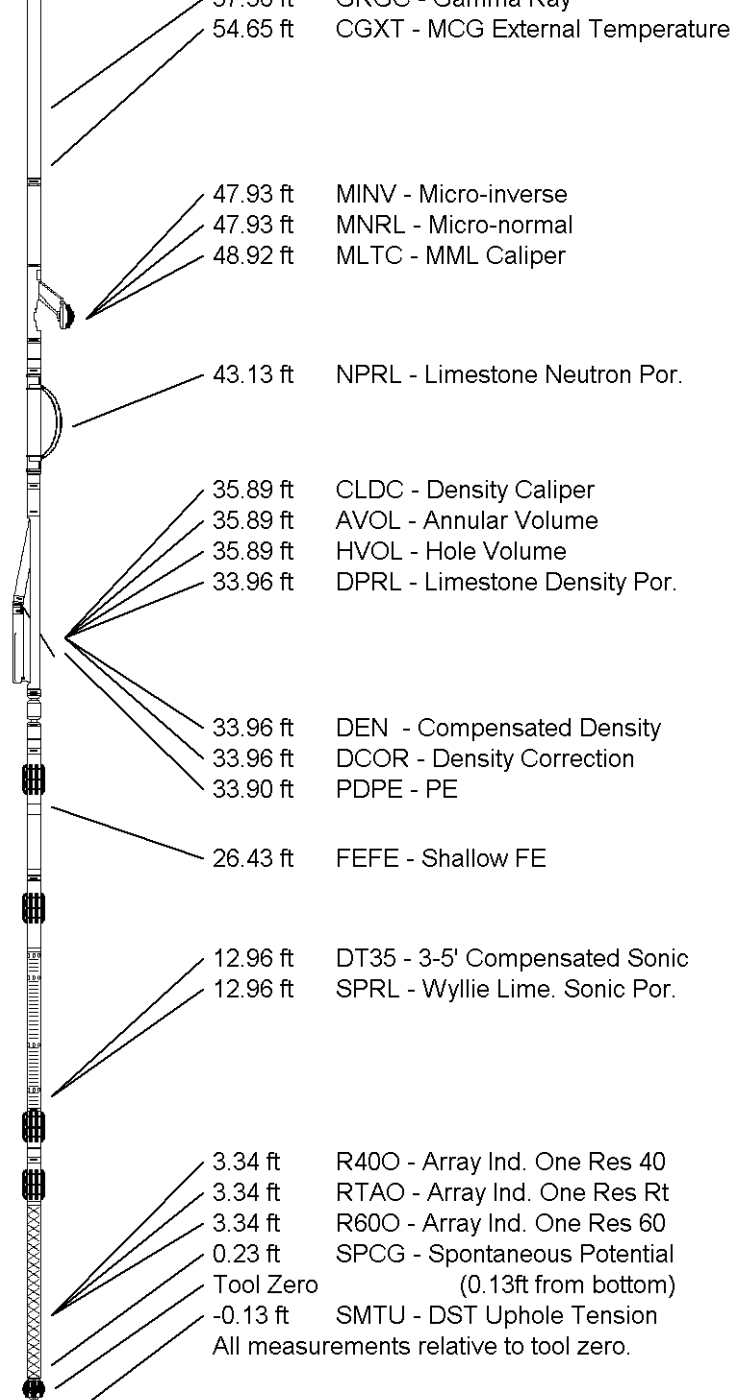 54.65 ft CGXT - MCG External Temperature
47.93 ft MINV - Micro-inverse
47.93 ft MNRL - Micro-normal
48.92 ft MLTC - MML Caliper
43.13 ft NPRL - Limestone Neutron Por.
35.89 ft CLDC - Density Caliper
35.89 ft AVOL - Annular Volume
35.89 ft HVOL - Hole Volume
33.96 ft DPRL - Limestone Density Por.
33.96 ft DEN - Compensated Density
33.96 ft DCOR - Density Correction
33.90 ft PDPE - PE
26.43 ft FEFE - Shallow FE
12.96 ft DT35 - 3-5' Compensated Sonic
12.96 ft SPRL - Wyllie Lime. Sonic Por.
3.34 ft R40O - Array Ind. One Res 40
3.34 ft RTAO - Array Ind. One Res Rt
3.34 ft R60O - Array Ind. One Res 60
0.23 ft SPCG - Spontaneous Potential
Tool Zero (0.13ft from bottom)
-0.13 ft SMTU - DST Uphole Tension
All measurements relative to tool zero.